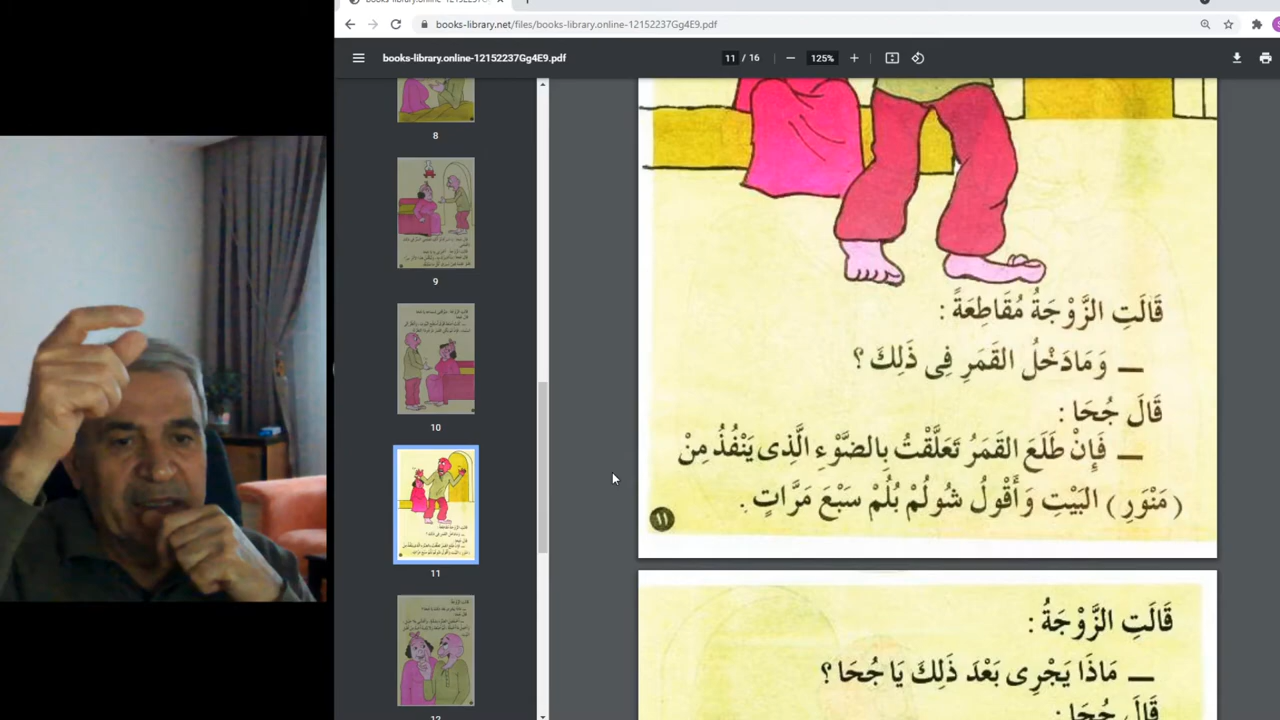 books-library.net/files/books-library.online-12152237Gg4E9.pdf
books-library.online-12152237Gg4E9.pdf
11 / 16
125%
8
9
10
11
قَالَتِ الزَّوْجَةُ مُقَاطِعَةً :
ــ وَمَادَخْلُ القَمَرِ فِى ذَلِكَ ؟
قَالَ جُحَا :
ــ فَإِنْ طَلَعَ القَمَرُ تَعَلَّقْتُ بِالضَّوْءِ الَّذِى يَنْفُذُ مِنْ
( مَنْوَرِ ) البَيْتِ وَأَقُولُ شُولُمْ بُلُمْ سَبْعَ مَرَّاتٍ .
١١
قَالَتِ الزَّوْجَةُ :
ــ مَاذَا يَجْرِى بَعْدَ ذَلِكَ يَا جُحَا ؟
قَالَ جُحَا :